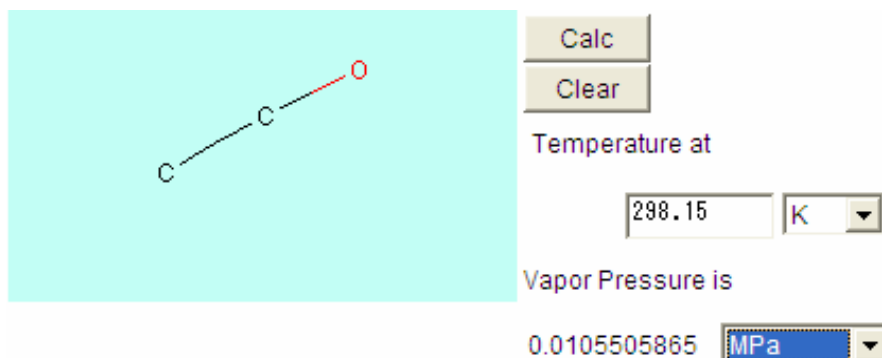 O
C
C
Calc
Clear
Temperature at
298.15 K
Vapor Pressure is
0.0105505865 MPa